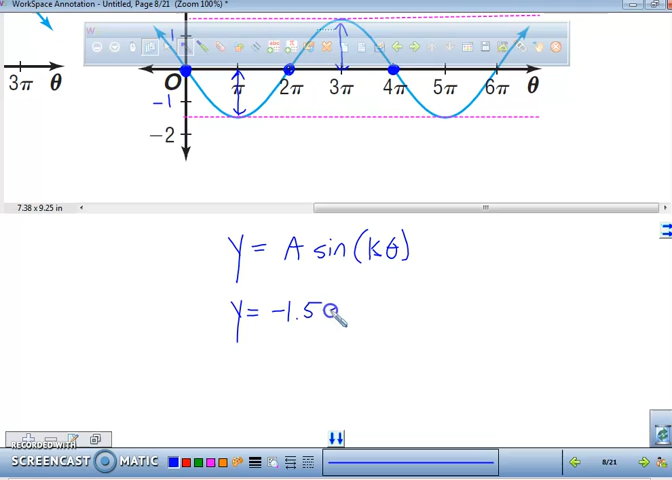 WorkSpace Annotation - Untitled, Page 8/21 (Zoom 100%) *
1
3π θ
O π 2π 3π 4π 5π 6π θ
-1
−2
7.38 x 9.25 in
y = A sin(kθ)
y = -1.5
RECORDED WITH
SCREENCAST MATIC
8/21